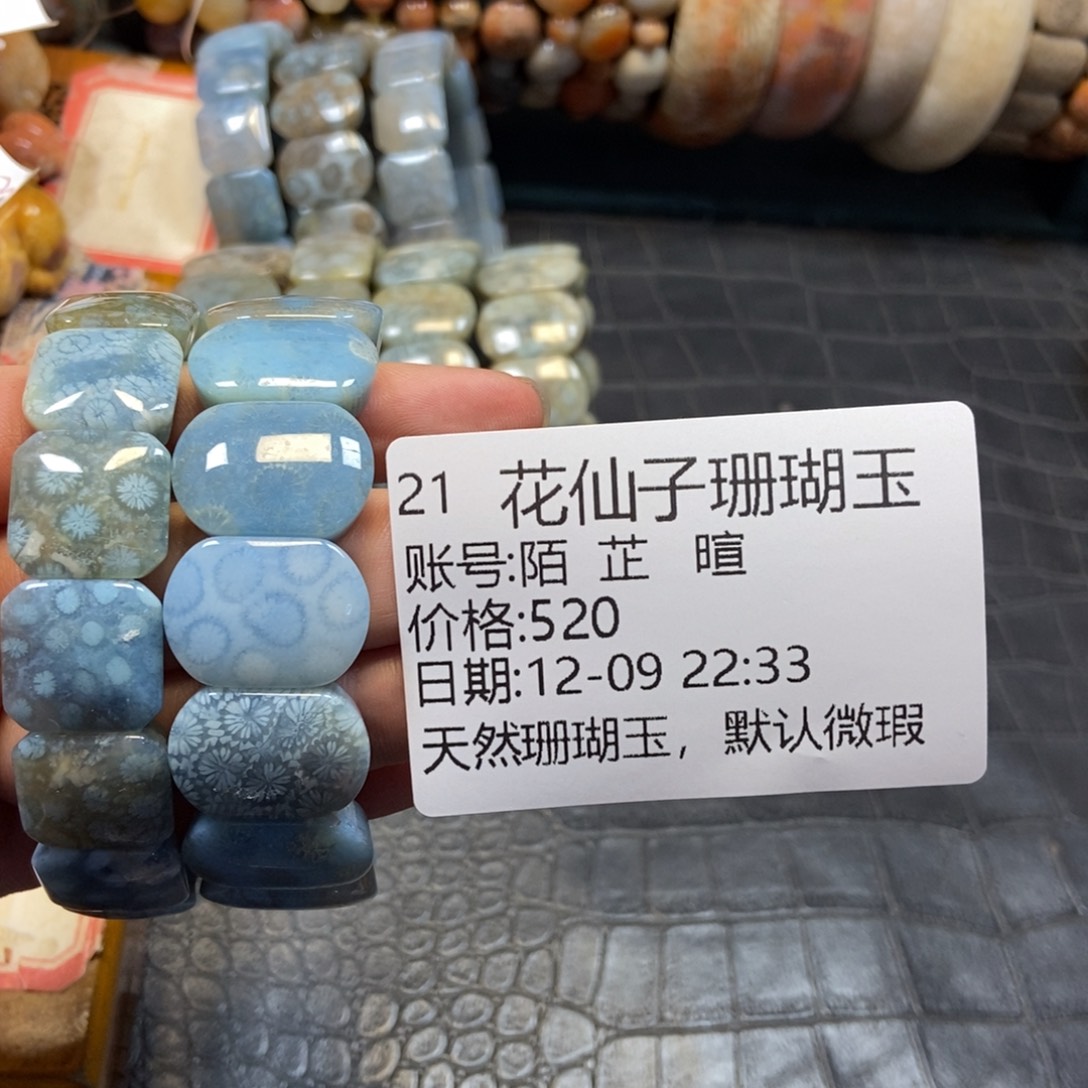 21 花仙子珊瑚玉
账号:陌 芷 暄
价格:520
日期:12-09 22:33
天然珊瑚玉，默认微瑕